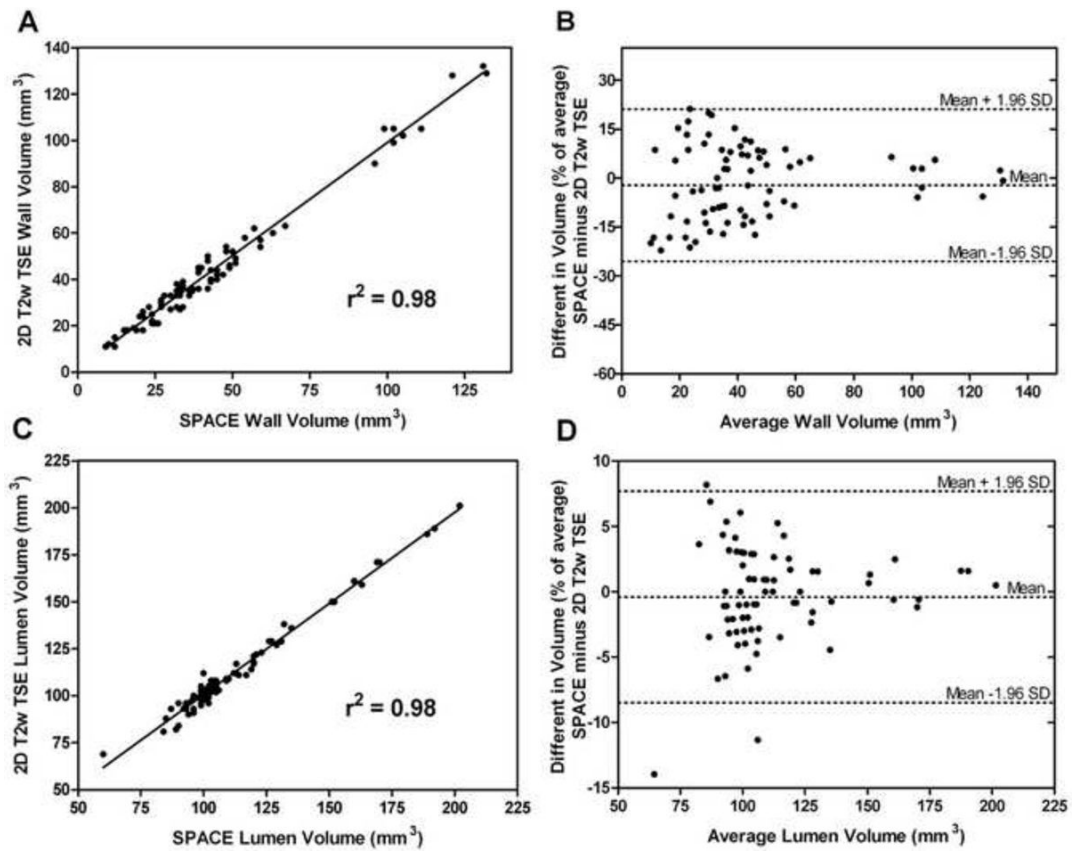 A
2D T2w TSE Wall Volume (mm³)
140
120
100
80
60
40
20
0
r² = 0.98
0 25 50 75 100 125
SPACE Wall Volume (mm³)
B
Different in Volume (% of average)
SPACE minus 2D T2w TSE
30
15
0
-15
-30
-45
-60
Mean + 1.96 SD
Mean
Mean -1.96 SD
0 20 40 60 80 100 120 140
Average Wall Volume (mm³)
C
2D T2w TSE Lumen Volume (mm³)
225
200
175
150
125
100
75
50
r² = 0.98
50 75 100 125 150 175 200 225
SPACE Lumen Volume (mm³)
D
Different in Volume (% of average)
SPACE minus 2D T2w TSE
10
5
0
-5
-10
-15
Mean + 1.96 SD
Mean
Mean -1.96 SD
50 75 100 125 150 175 200 225
Average Lumen Volume (mm³)